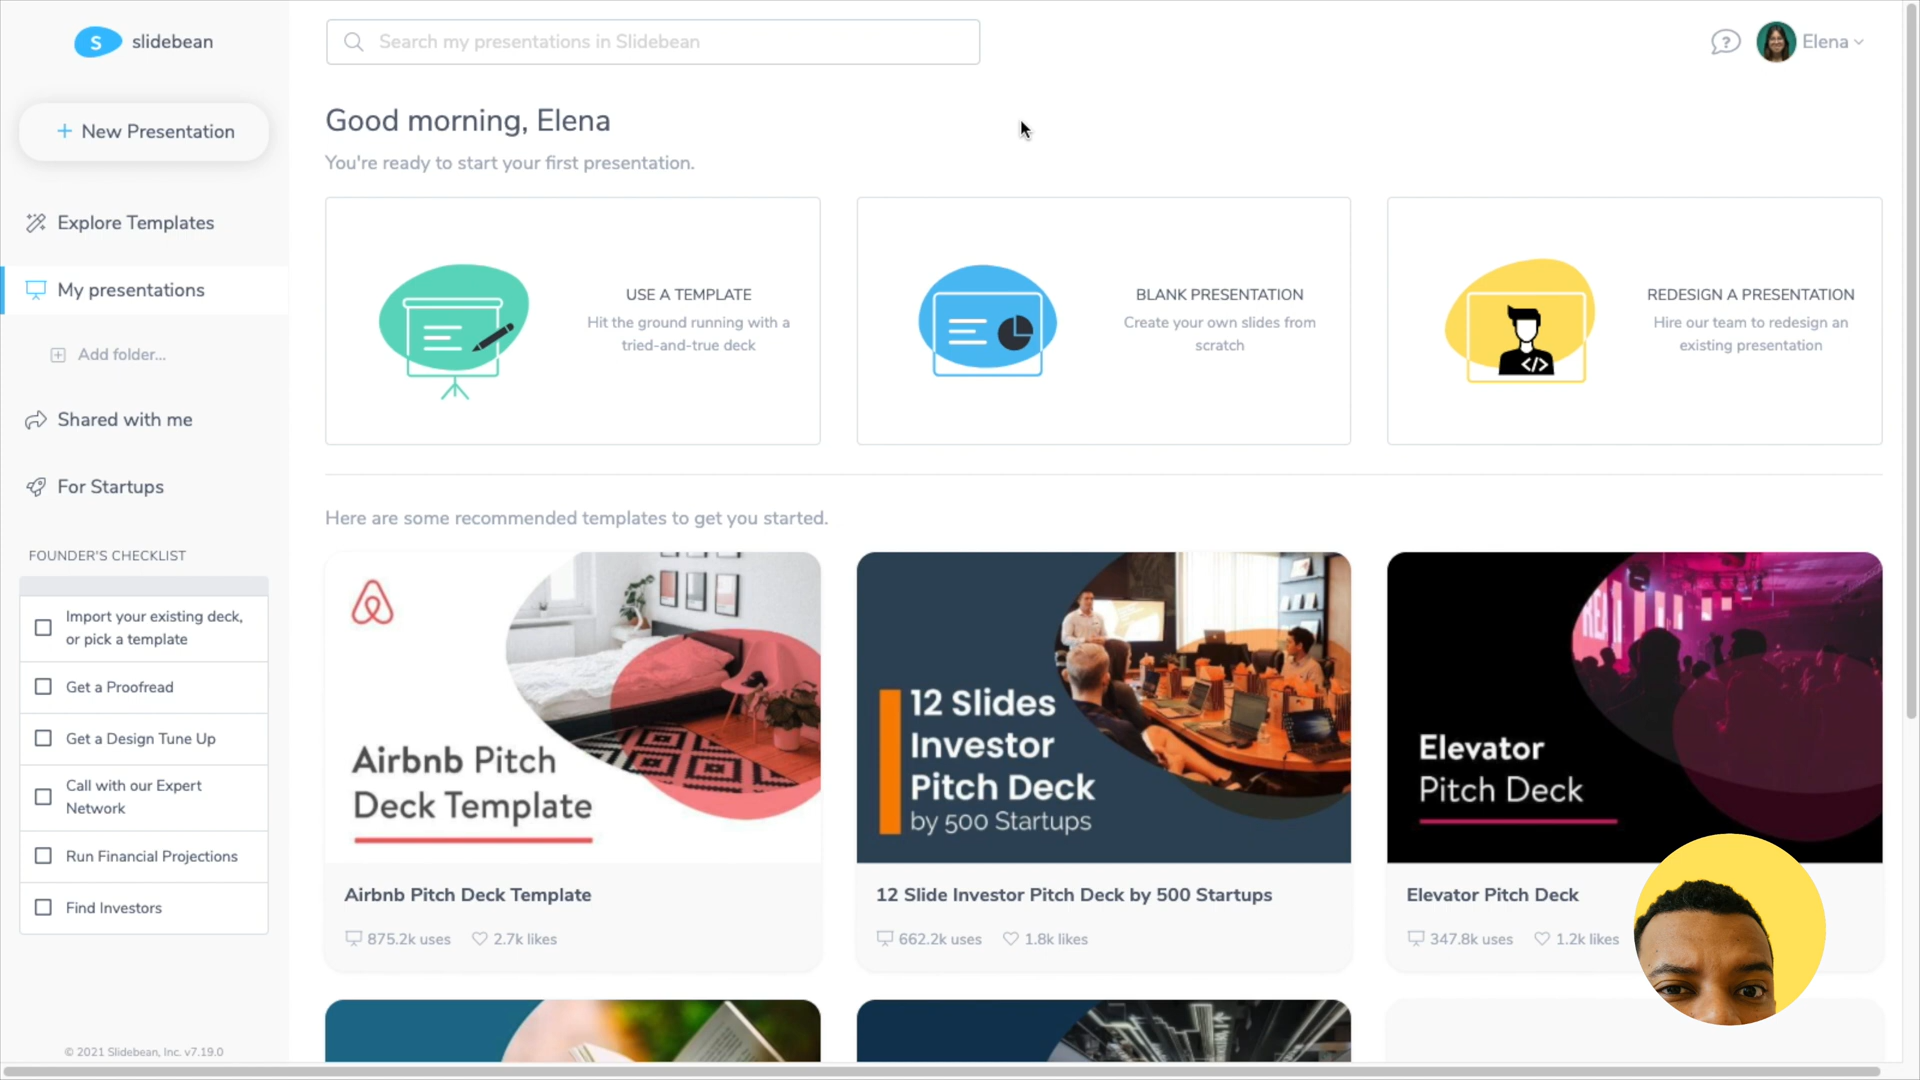 slidebean
Search my presentations in Slidebean
Elena
New Presentation
Explore Templates
My presentations
Add folder...
Shared with me
For Startups
FOUNDER'S CHECKLIST
Import your existing deck,
or pick a template
Get a Proofread
Get a Design Tune Up
Call with our Expert
Network
Run Financial Projections
Find Investors
© 2021 Slidebean, Inc. v7.19.0
Good morning, Elena
You're ready to start your first presentation.
USE A TEMPLATE
Hit the ground running with a
tried-and-true deck
BLANK PRESENTATION
Create your own slides from
scratch
REDESIGN A PRESENTATION
Hire our team to redesign an
existing presentation
Here are some recommended templates to get you started.
Airbnb Pitch
Deck Template
Airbnb Pitch Deck Template
875.2k uses
2.7k likes
12 Slides
Investor
Pitch Deck
by 500 Startups
12 Slide Investor Pitch Deck by 500 Startups
662.2k uses
1.8k likes
Elevator
Pitch Deck
Elevator Pitch Deck
347.8k uses
1.2k likes